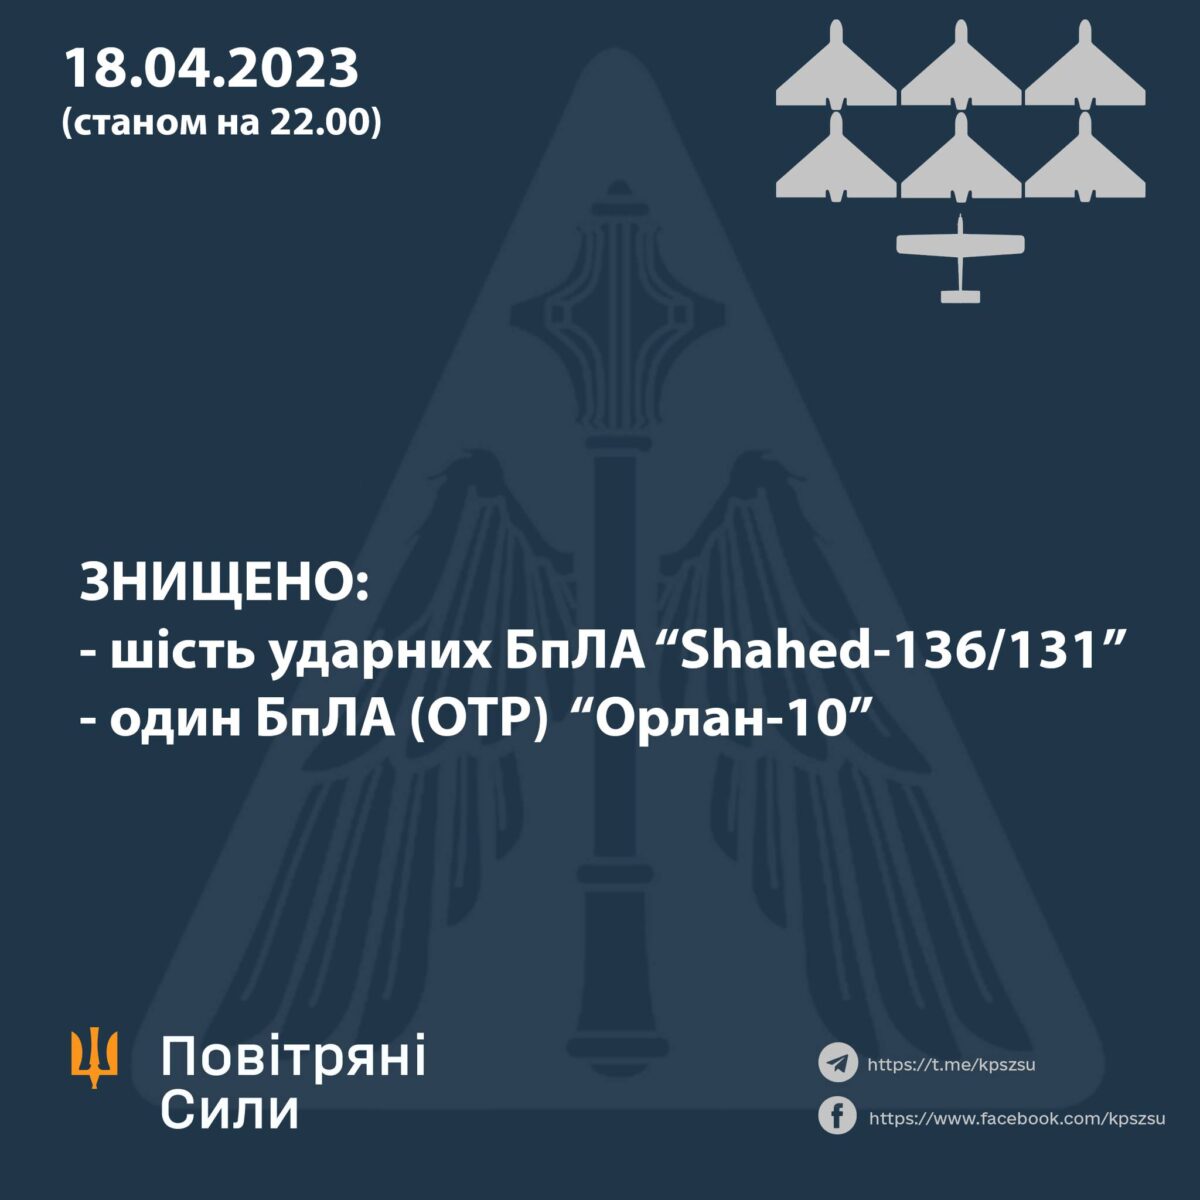 18.04.2023
(станом на 22.00)
ЗНИЩЕНО:
- шість ударних БпЛА “Shahed-136/131”
- один БпЛА (ОТР) “Орлан-10”
Повітряні
Сили
https://t.me/kpszsu
https://www.facebook.com/kpszsu